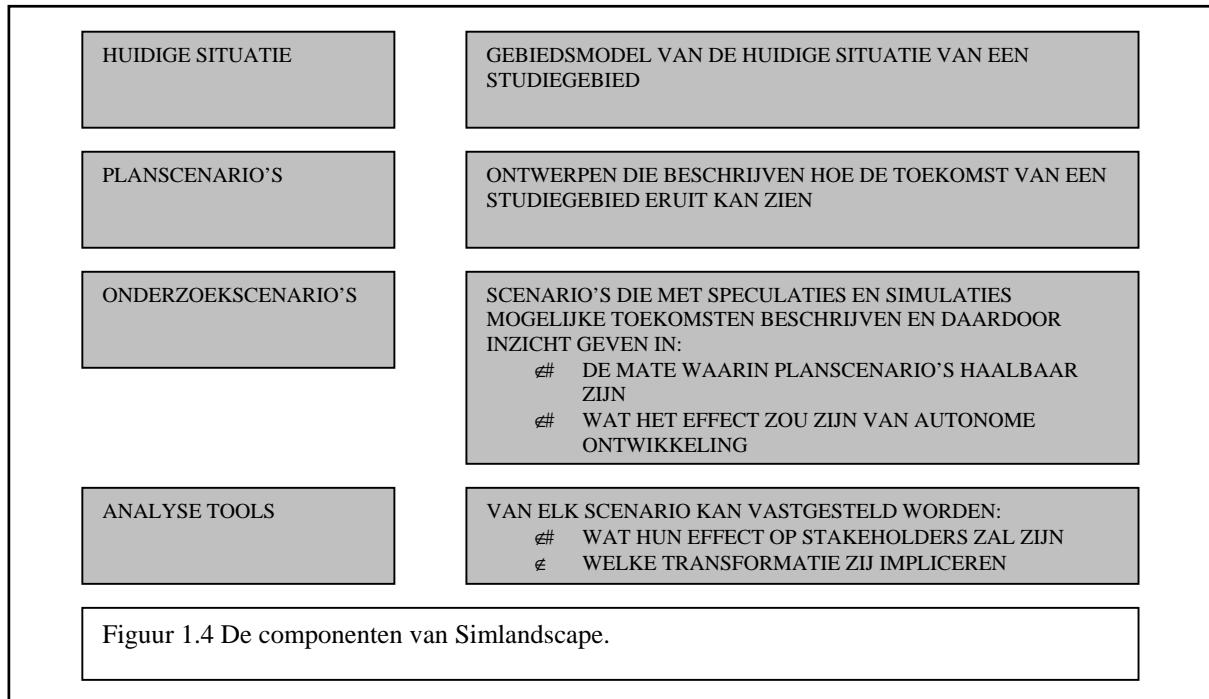 HUIDIGE SITUATIE
GEBIEDSMODEL VAN DE HUIDIGE SITUATIE VAN EEN
STUDIEGEBIED
PLANSCENARIO’S
ONTWERPEN DIE BESCHRIJVEN HOE DE TOEKOMST VAN EEN
STUDIEGEBIED ERUIT KAN ZIEN
ONDERZOEKSCENARIO’S
SCENARIO’S DIE MET SPECULATIES EN SIMULATIES
MOGELIJKE TOEKOMSTEN BESCHRIJVEN EN DAARDOOR
INZICHT GEVEN IN:
∉# DE MATE WAARIN PLANSCENARIO’S HAALBAAR
ZIJN
∉# WAT HET EFFECT ZOU ZIJN VAN AUTONOME
ONTWIKKELING
ANALYSE TOOLS
VAN ELK SCENARIO KAN VASTGESTELD WORDEN:
∉# WAT HUN EFFECT OP STAKEHOLDERS ZAL ZIJN
∉ WELKE TRANSFORMATIE ZIJ IMPLICEREN
Figuur 1.4 De componenten van Simlandscape.